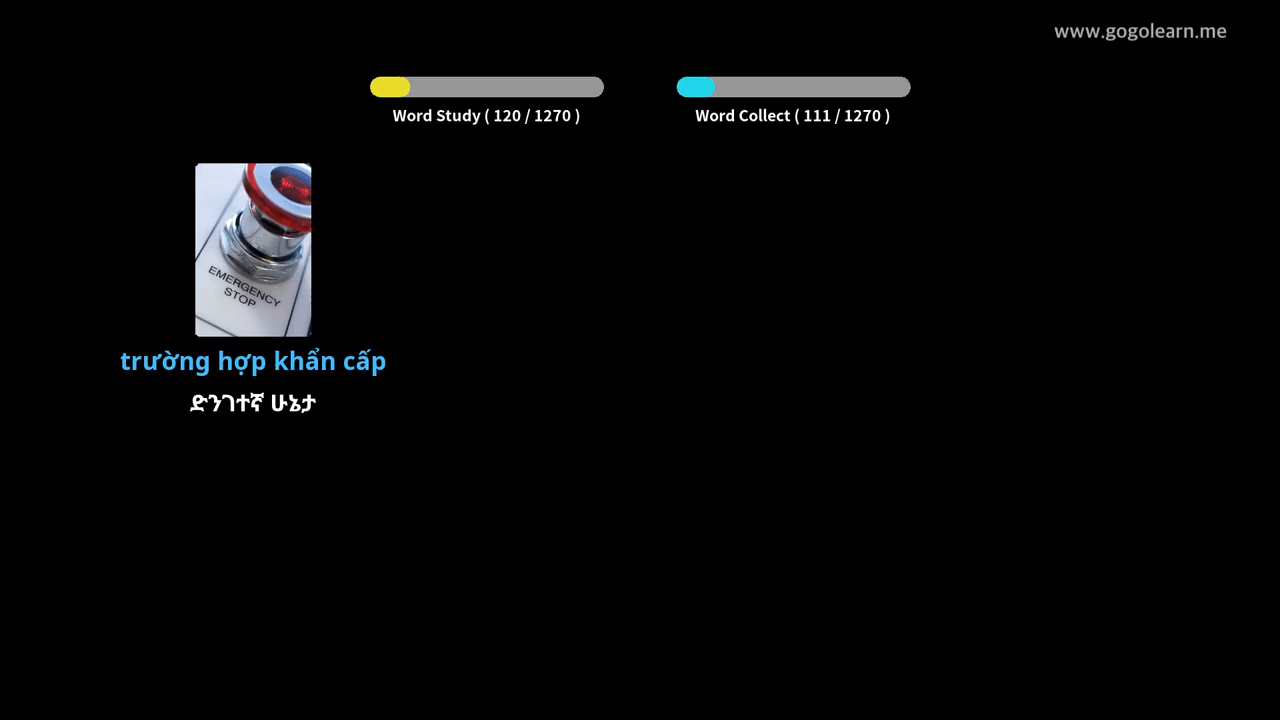 www.gogolearn.me
Word Study ( 120 / 1270 )
Word Collect ( 111 / 1270 )
EMERGENCY
STOP
trường hợp khẩn cấp
ድንገተኛ ሁኔታ